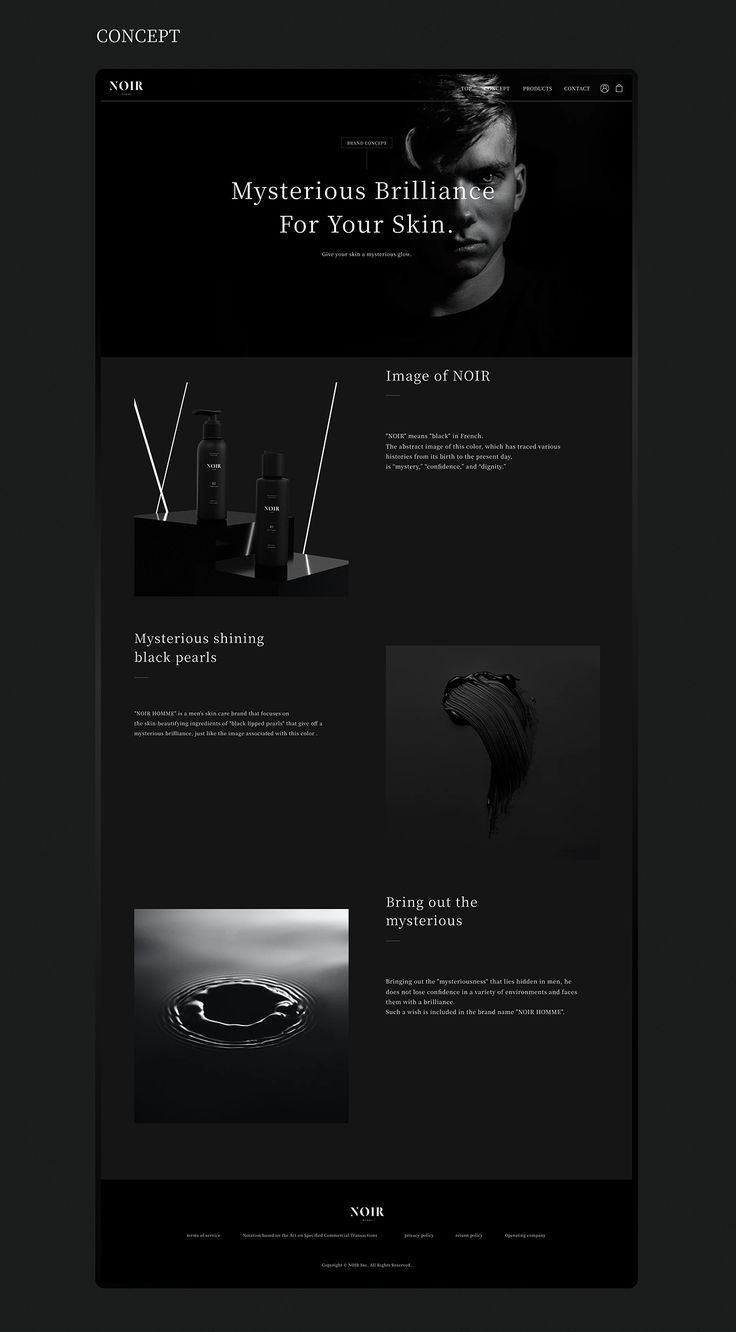 CONCEPT
NOIR
TOP CONCEPT PRODUCTS CONTACT
BRAND CONCEPT
Mysterious Brilliance
For Your Skin.
Give your skin a mysterious glow.
Image of NOIR
"NOIR" means "black" in French.
The abstract image of this color, which has traced various
histories from its birth to the present day,
is "mystery," "confidence," and "dignity."
NOIR
NOIR
Mysterious shining
black pearls
"NOIR HOMME" is a men's skin care brand that focuses on
the skin-beautifying ingredients of "black lipped pearls" that give off a
mysterious brilliance, just like the image associated with this color .
Bring out the
mysterious
Bringing out the "mysteriousness" that lies hidden in men, he
does not lose confidence in a variety of environments and faces
them with a brilliance.
Such a wish is included in the brand name "NOIR HOMME".
NOIR
terms of service Notation based on the Act on Specified Commercial Transactions privacy policy return policy Operating company
Copyright © NOIR Inc. All Rights Reserved.